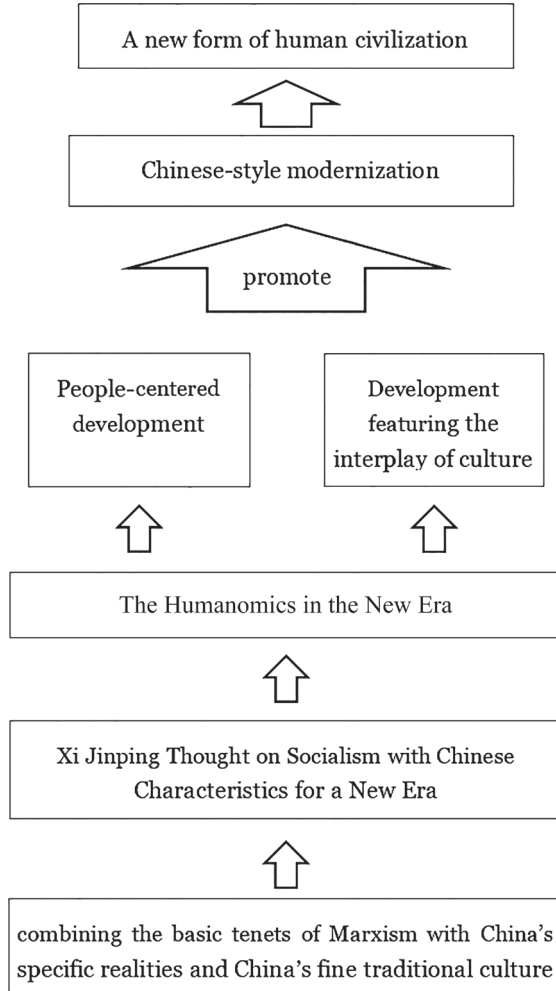 A new form of human civilization
Chinese-style modernization
promote
People-centered
development
Development
featuring the
interplay of culture
The Humanomics in the New Era
Xi Jinping Thought on Socialism with Chinese
Characteristics for a New Era
combining the basic tenets of Marxism with China's
specific realities and China's fine traditional culture